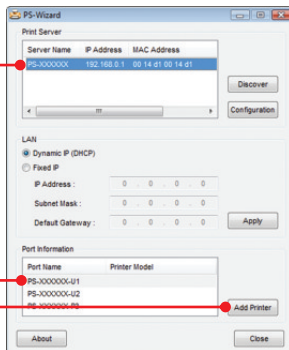 PS-Wizard
Print Server
Server Name IP Address MAC Address
PS-XXXXXX 192.168.0.1 00 14 d1 00 14 d1
Discover
Configuration
LAN
Dynamic IP (DHCP)
Fixed IP
IP Address : 0 . 0 . 0 . 0
Subnet Mask : 0 . 0 . 0 . 0
Default Gateway : 0 . 0 . 0 . 0
Apply
Port Information
Port Name Printer Model
PS-XXXXXX-U1
PS-XXXXXX-U2
Add Printer
About Close